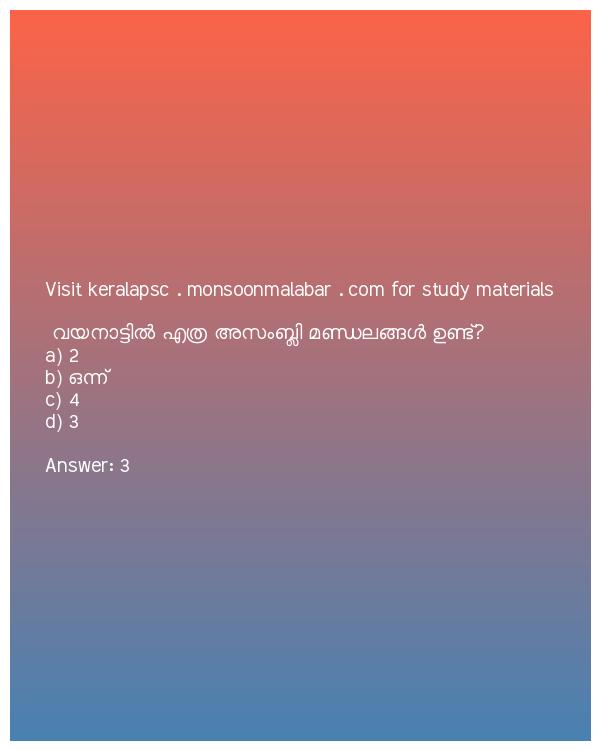 Visit keralapsc . monsoonmalabar . com for study materials
വയനാട്ടിൽ എത്ര അസംബ്ലി മണ്ഡലങ്ങൾ ഉണ്ട്?
a) 2
b) ഒന്ന്
c) 4
d) 3
Answer: 3